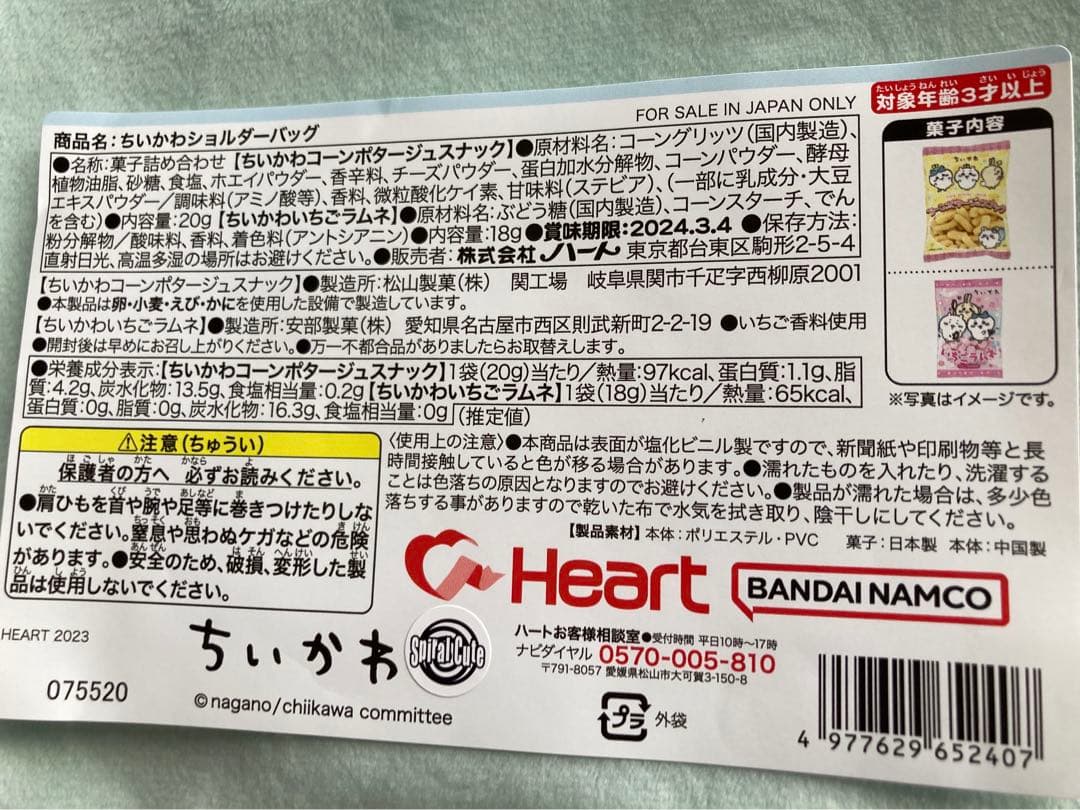 FOR SALE IN JAPAN ONLY
商品名:ちいかわショルダーバッグ
●名称:菓子詰め合わせ【ちいかわコーンポタージュスナック】●原材料名:コーングリッツ(国内製造)、
植物油脂、砂糖、食塩、ホエイパウダー、香辛料、チーズパウダー、蛋白加水分解物、コーンパウダー、酵母
エキスパウダー/調味料(アミノ酸等)、香料、微粒酸化ケイ素、甘味料(ステビア)、(一部に乳成分・大豆
を含む)●内容量:20g【ちいかわいちごラムネ】●原材料名:ぶどう糖(国内製造)、コーンスターチ、でん
粉分解物/酸味料、香料、着色料(アントシアニン)●内容量:18g●賞味期限:2024.3.4 ●保存方法:
直射日光、高温多湿の場所はお避けください。●販売者:株式会社ハート 東京都台東区駒形2-5-4
【ちいかわコーンポタージュスナック】●製造所:松山製菓(株) 関工場 岐阜県関市千疋字西柳原2001
●本製品は卵・小麦・えび・かにを使用した設備で製造しています。
【ちいかわいちごラムネ】●製造所:安部製菓(株) 愛知県名古屋市西区則武新町2-2-19 ●いちご香料使用
●開封後は早めにお召し上がりください。●万一不都合品がありましたらお取替えします。
●栄養成分表示:【ちいかわコーンポタージュスナック】1袋(20g)当たり/熱量:97kcal、蛋白質:1.1g、脂
質:4.2g、炭水化物:13.5g、食塩相当量:0.2g【ちいかわいちごラムネ】1袋(18g)当たり/熱量:65kcal、
蛋白質:0g、脂質:0g、炭水化物:16.3g、食塩相当量:0g(推定値)
たいしょうねんれい さいいじょう
対象年齢3才以上
菓子内容
ちいかわ
ちいかわ
いちごラムネ
※写真はイメージです。
⚠注意(ちゅうい)
ほごしゃ かた かなら よ
保護者の方へ 必ずお読みください。
かた くび うで あしなど ま
●肩ひもを首や腕や足等に巻きつけたりしな
いでください。窒息や思わぬケガなどの危険
ちっそく おも きけん
があります。●安全のため、破損、変形した製
あんぜん はそん へんけい せい
品は使用しないでください。
ひん しよう
〈使用上の注意〉●本商品は表面が塩化ビニル製ですので、新聞紙や印刷物等と長
時間接触していると色が移る場合があります。●濡れたものを入れたり、洗濯する
ことは色落ちの原因となりますのでお避けください。●製品が濡れた場合は、多少色
落ちする事がありますので乾いた布で水気を拭き取り、陰干しにしてください。
【製品素材】本体:ポリエステル・PVC 菓子:日本製 本体:中国製
Heart
BANDAI NAMCO
HEART 2023
075520
ちいかわ
Spiral Cute
©nagano/chiikawa committee
ハートお客様相談室●受付時間 平日10時〜17時
ナビダイヤル 0570-005-810
〒791-8057 愛媛県松山市大可賀3-150-8
プラ 外袋
4 977629 652407